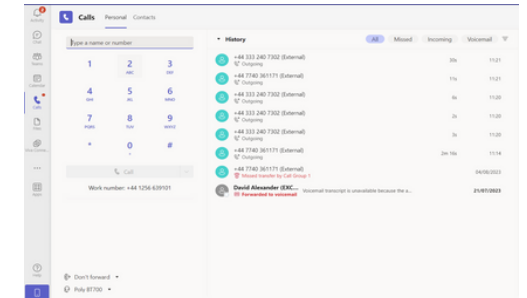 Activity
Chat
Teams
Calendar
Calls
Files
Help
Calls Personal Contacts
Type a name or number
1 2 3
ABC DEF
4 5 6
GHI JKL MNO
7 8 9
PQRS TUV WXYZ
* 0 #
+
Call
Work number: +44 1256 639101
Don't forward
Poly BT700
History All Missed Incoming Voicemail
+44 333 240 7302 (External)
Outgoing 11:21
+44 7740 361171 (External)
Outgoing 11s 11:21
+44 333 240 7302 (External)
Outgoing 11:20
+44 333 240 7302 (External)
Outgoing 11:20
+44 333 240 7302 (External)
Outgoing 11:20
+44 7740 361171 (External)
Outgoing 2m 16s 11:14
+44 7740 361171 (External)
Missed transfer by Call Group 1 04/08/2023
David Alexander (EXC... Voicemail transcript is unavailable because the s...
Forwarded to voicemail 21/07/2023